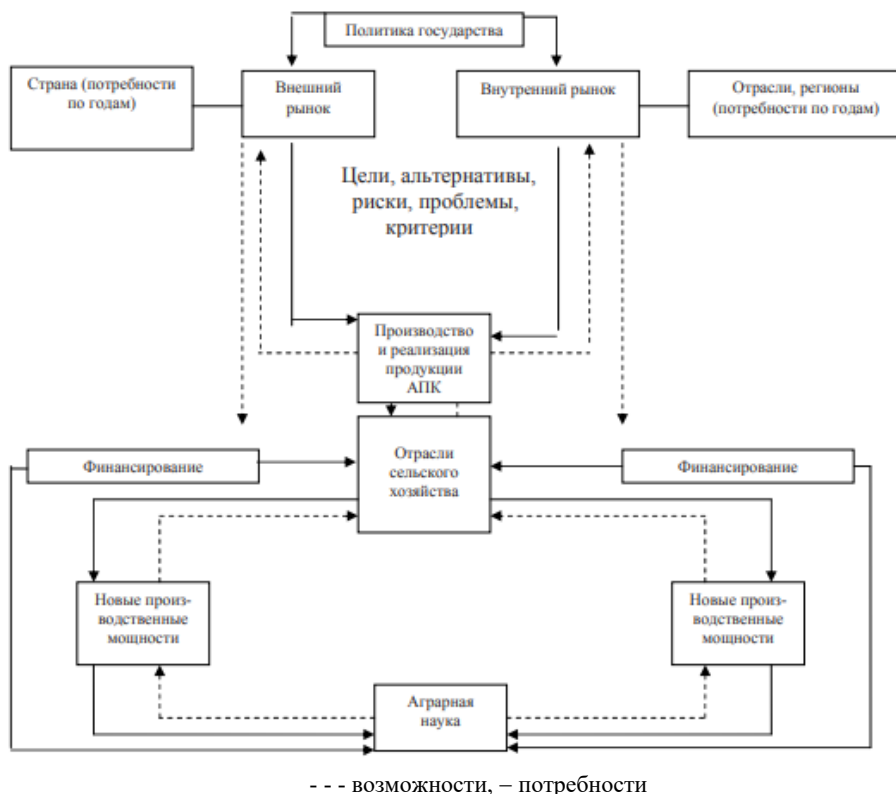 Политика государства
Страна (потребности
по годам)
Внешний
рынок
Внутренний рынок
Отрасли, регионы
(потребности по годам)
Цели, альтернативы,
риски, проблемы,
критерии
Производство
и реализация
продукции
АПК
Финансирование
Отрасли
сельского
хозяйства
Финансирование
Новые произ-
водственные
мощности
Новые произ-
водственные
мощности
Аграрная
наука
- - - возможности, – потребности